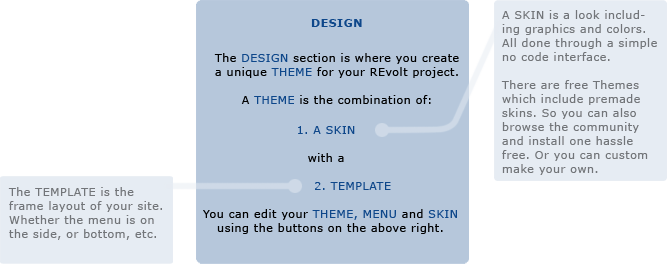 DESIGN
The DESIGN section is where you create
a unique THEME for your REvolt project.
A THEME is the combination of:
1. A SKIN
with a
2. TEMPLATE
You can edit your THEME, MENU and SKIN
using the buttons on the above right.
A SKIN is a look includ-
ing graphics and colors.
All done through a simple
no code interface.
There are free Themes
which include premade
skins. So you can also
browse the community
and install one hassle
free. Or you can custom
make your own.
The TEMPLATE is the
frame layout of your site.
Whether the menu is on
the side, or bottom, etc.